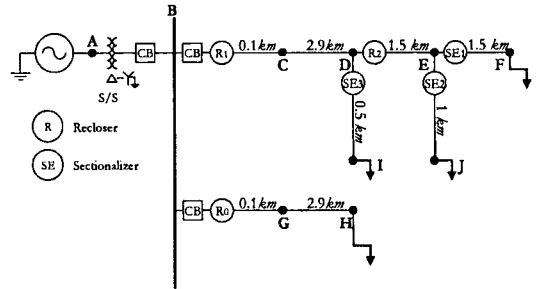 B
A
CB
CB
R1
0.1 km
2.9 km
R2
1.5 km
SE1
1.5 km
C
D
E
F
S/S
SE3
SE2
0.5 km
1 km
R
Recloser
SE
Sectionalizer
I
J
CB
R0
0.1 km
2.9 km
G
H